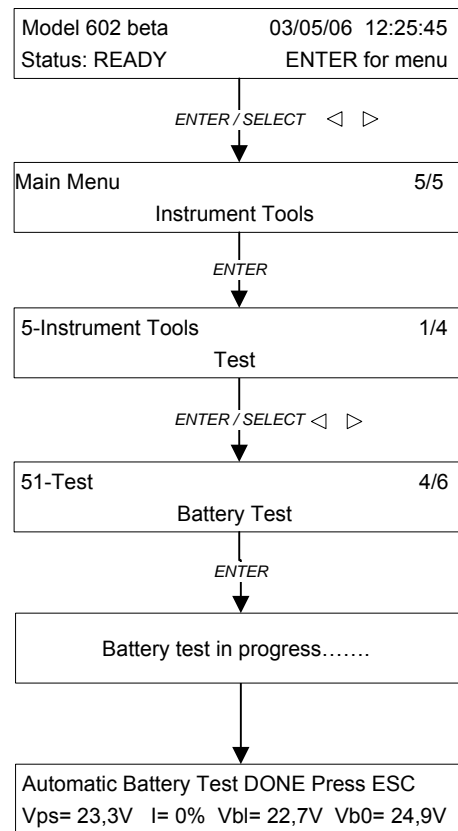 Model 602 beta 03/05/06 12:25:45
Status: READY ENTER for menu
ENTER / SELECT ◁ ▷
Main Menu 5/5
Instrument Tools
ENTER
5-Instrument Tools 1/4
Test
ENTER / SELECT ◁ ▷
51-Test 4/6
Battery Test
ENTER
Battery test in progress…….
Automatic Battery Test DONE Press ESC
Vps= 23,3V I= 0% Vbl= 22,7V Vb0= 24,9V